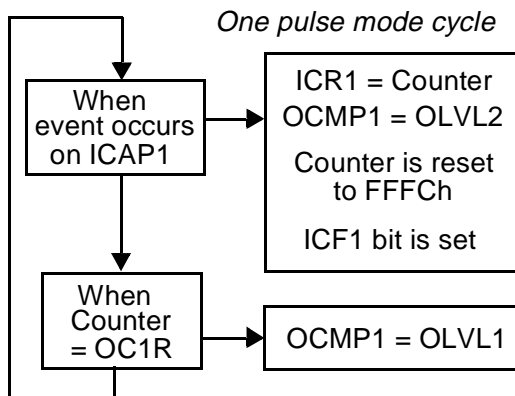 One pulse mode cycle
When
event occurs
on ICAP1
ICR1 = Counter
OCMP1 = OLVL2
Counter is reset
to FFFCh
ICF1 bit is set
When
Counter
= OC1R
OCMP1 = OLVL1